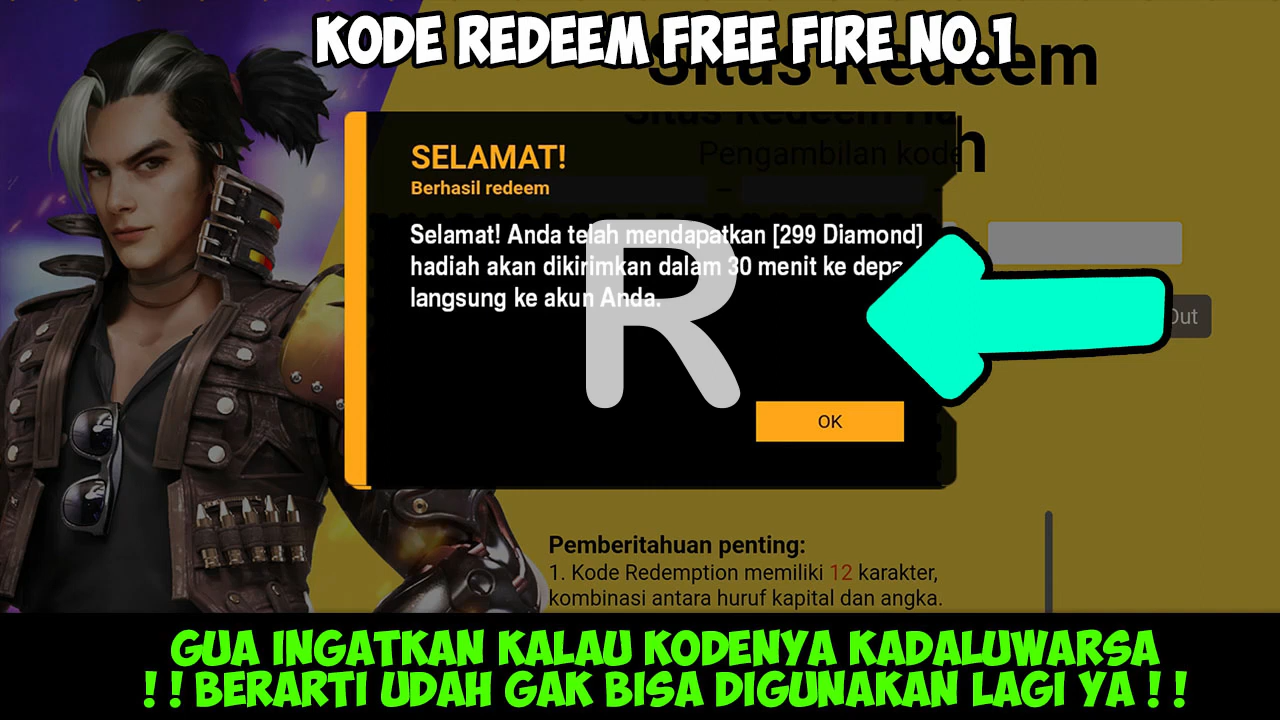 KODE REDEEM FREE FIRE NO.1
Situs Redeem
Situs Redeem Ha
h
Pengambilan kode
SELAMAT!
Berhasil redeem
Selamat! Anda telah mendapatkan [299 Diamond]
hadiah akan dikirimkan dalam 30 menit ke depa
langsung ke akun Anda.
R
Out
OK
Pemberitahuan penting:
1. Kode Redemption memiliki 12 karakter,
kombinasi antara huruf kapital dan angka.
GUA INGATKAN KALAU KODENYA KADALUWARSA
!! BERARTI UDAH GAK BISA DIGUNAKAN LAGI YA !!